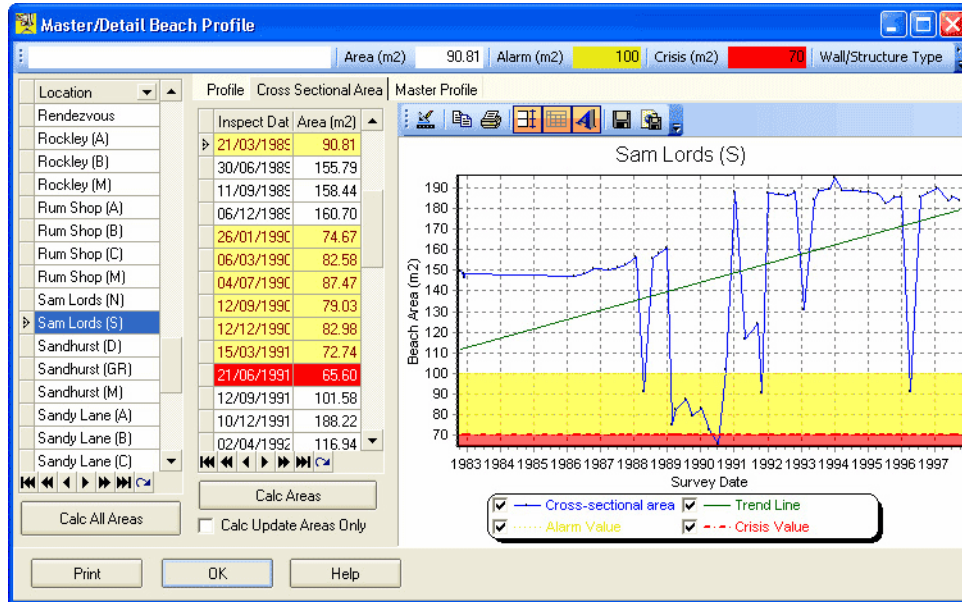 Master/Detail Beach Profile
Area (m2) 90.81 Alarm (m2) 100 Crisis (m2) 70 Wall/Structure Type
Location
Rendezvous
Rockley (A)
Rockley (B)
Rockley (M)
Rum Shop (A)
Rum Shop (B)
Rum Shop (C)
Rum Shop (M)
Sam Lords (N)
Sam Lords (S)
Sandhurst (D)
Sandhurst (GR)
Sandhurst (M)
Sandy Lane (A)
Sandy Lane (B)
Sandy Lane (C)
Calc All Areas
Profile Cross Sectional Area Master Profile
Inspect Dat Area (m2)
21/03/1989 90.81
30/06/1989 155.79
11/09/1989 158.44
06/12/1989 160.70
26/01/1990 74.67
06/03/1990 82.58
04/07/1990 87.47
12/09/1990 79.03
12/12/1990 82.98
15/03/1991 72.74
21/06/1991 65.60
12/09/1991 101.58
10/12/1991 188.22
02/04/1992 116.94
Calc Areas
Calc Update Areas Only
Sam Lords (S)
Beach Area (m2)
190
180
170
160
150
140
130
120
110
100
90
80
70
1983 1984 1985 1986 1987 1988 1989 1990 1991 1992 1993 1994 1995 1996 1997
Survey Date
Cross-sectional area Trend Line
Alarm Value Crisis Value
Print OK Help